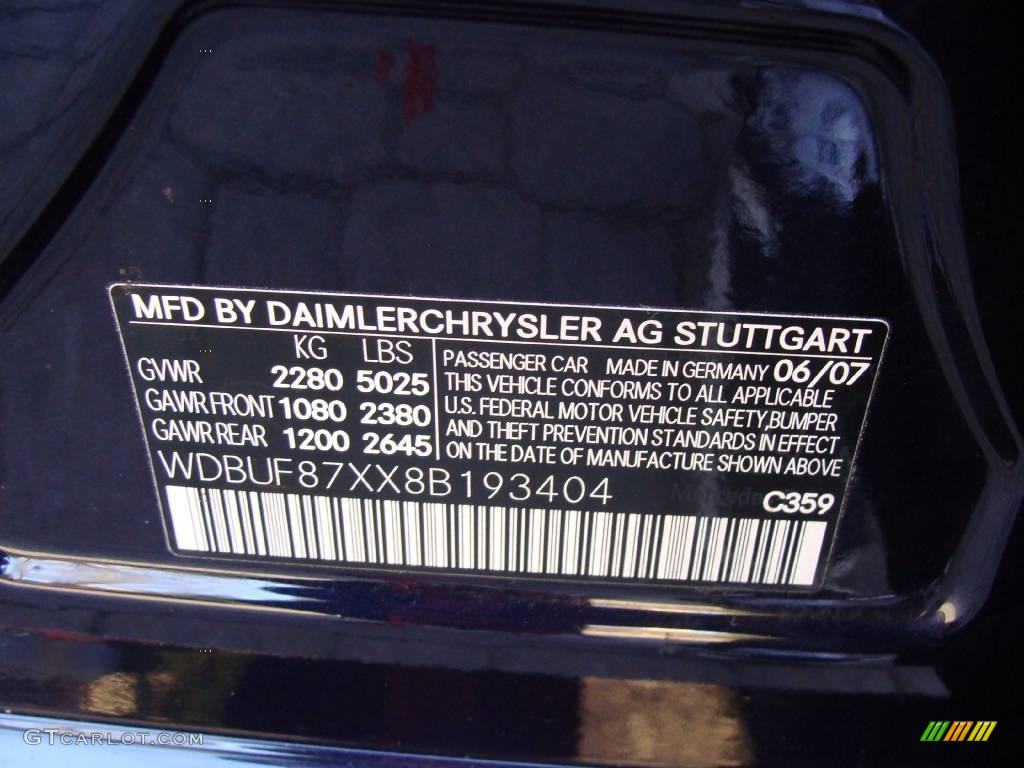 MFD BY DAIMLERCHRYSLER AG STUTTGART
KG LBS
GVWR 2280 5025
GAWR FRONT 1080 2380
GAWR REAR 1200 2645
PASSENGER CAR MADE IN GERMANY 06/07
THIS VEHICLE CONFORMS TO ALL APPLICABLE
U.S. FEDERAL MOTOR VEHICLE SAFETY, BUMPER
AND THEFT PREVENTION STANDARDS IN EFFECT
ON THE DATE OF MANUFACTURE SHOWN ABOVE
WDBUF87XX8B193404
C359
GTCARLOT.COM